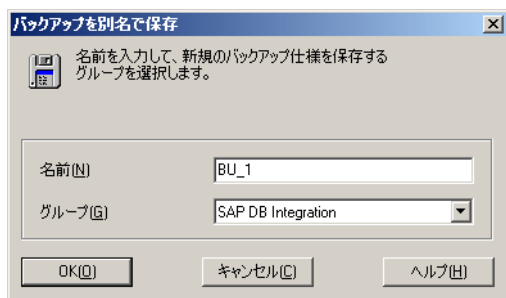 バックアップを別名で保存
名前を入力して、新規のバックアップ仕様を保存する
グループを選択します。
名前(N)
BU_1
グループ(G)
SAP DB Integration
OK(O)
キャンセル(C)
ヘルプ(H)